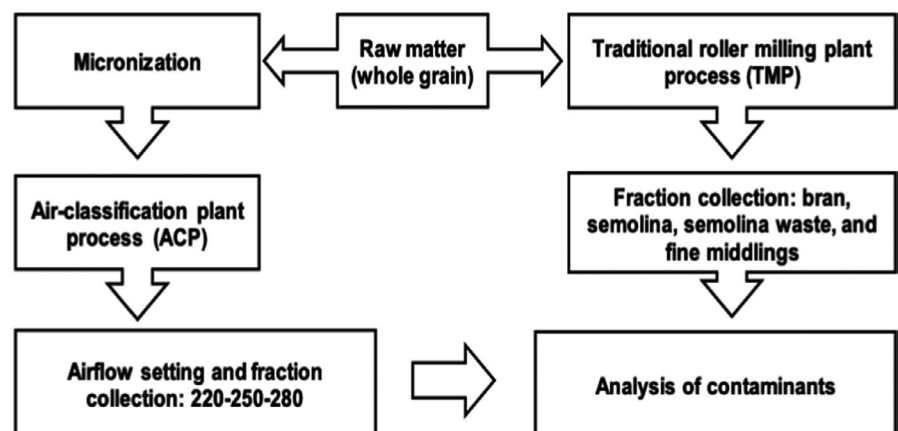 Micronization
Raw matter
(whole grain)
Traditional roller milling plant
process (TMP)
Air-classification plant
process (ACP)
Fraction collection: bran,
semolina, semolina waste, and
fine middlings
Airflow setting and fraction
collection: 220-250-280
Analysis of contaminants